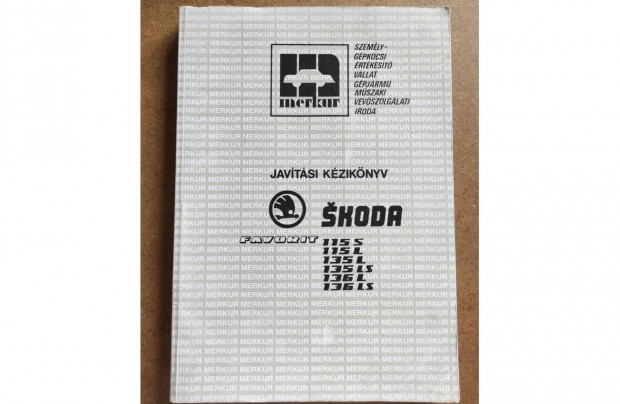 merkur
SZEMÉLY-
GÉPKOCSI
ÉRTÉKESÍTŐ
VÁLLAT
GÉPJÁRMŰ
MŰSZAKI
VEVŐSZOLGÁLATI
IRODA
JAVÍTÁSI KÉZIKÖNYV
ŠKODA
FAVORIT 115 S
115 L
135 L
135 LS
136 L
136 LS